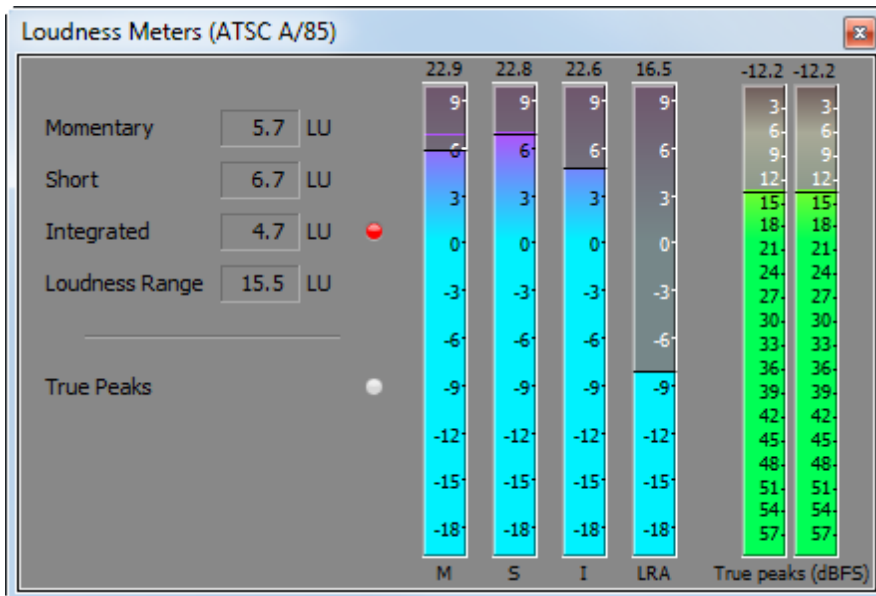 Loudness Meters (ATSC A/85)
22.9 22.8 22.6 16.5 -12.2 -12.2
9 9 9 9 3 3
Momentary 5.7 LU
6 6 6 6 6 6
9 9
Short 6.7 LU 12 12
3 3 3 3 15 15
Integrated 4.7 LU 18 18
0 0 0 0 21 21
Loudness Range 15.5 LU 24 24
-3 -3 -3 -3 27 27
30 30
-6 -6 -6 -6 33 33
36 36
True Peaks -9 -9 -9 -9 39 39
42 42
-12 -12 -12 -12 45 45
48 48
-15 -15 -15 -15 51 51
54 54
-18 -18 -18 -18 57 57
M S I LRA True peaks (dBFS)